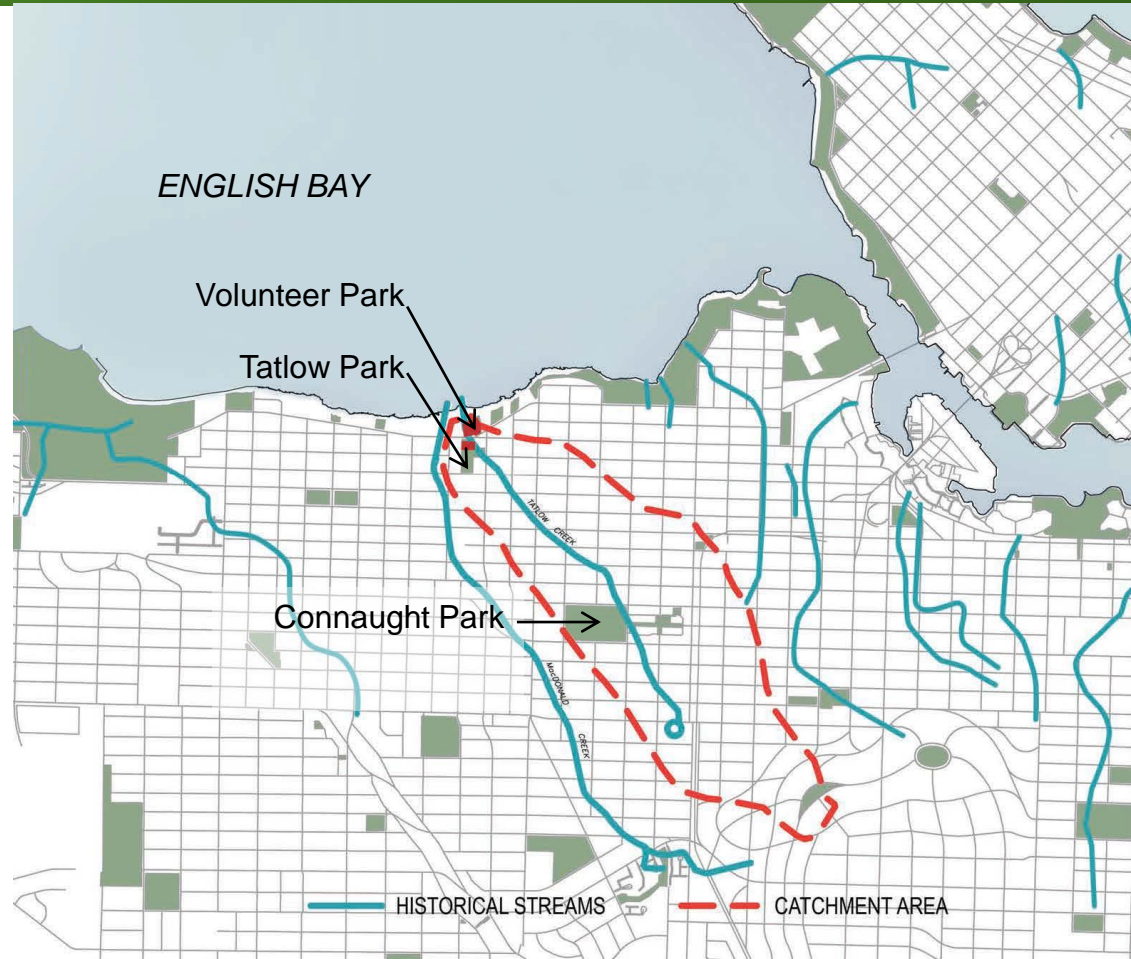 ENGLISH BAY
Volunteer Park
Tatlow Park
TATLOW CREEK
Connaught Park
MacDONALD CREEK
HISTORICAL STREAMS
CATCHMENT AREA